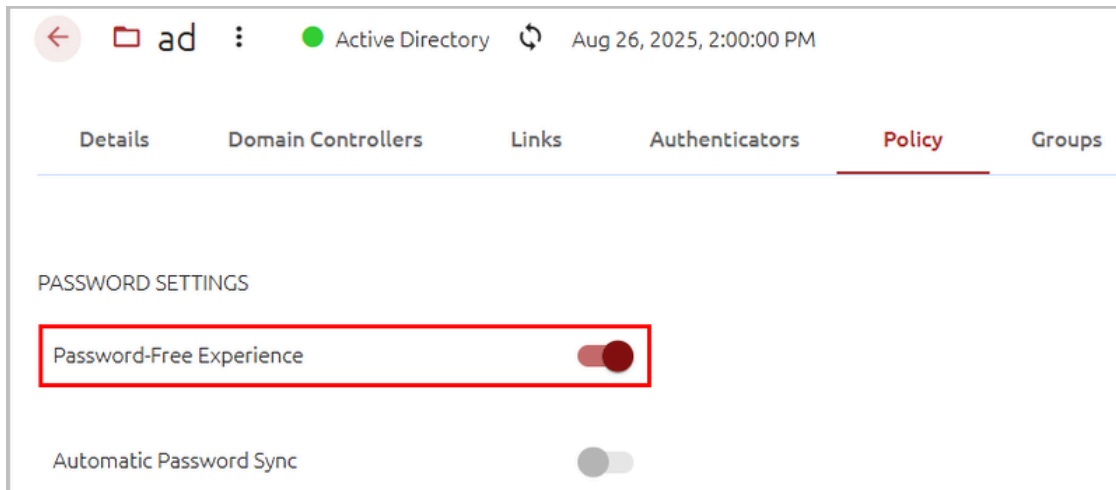 ad Active Directory Aug 26, 2025, 2:00:00 PM
Details Domain Controllers Links Authenticators Policy Groups
PASSWORD SETTINGS
Password-Free Experience
Automatic Password Sync